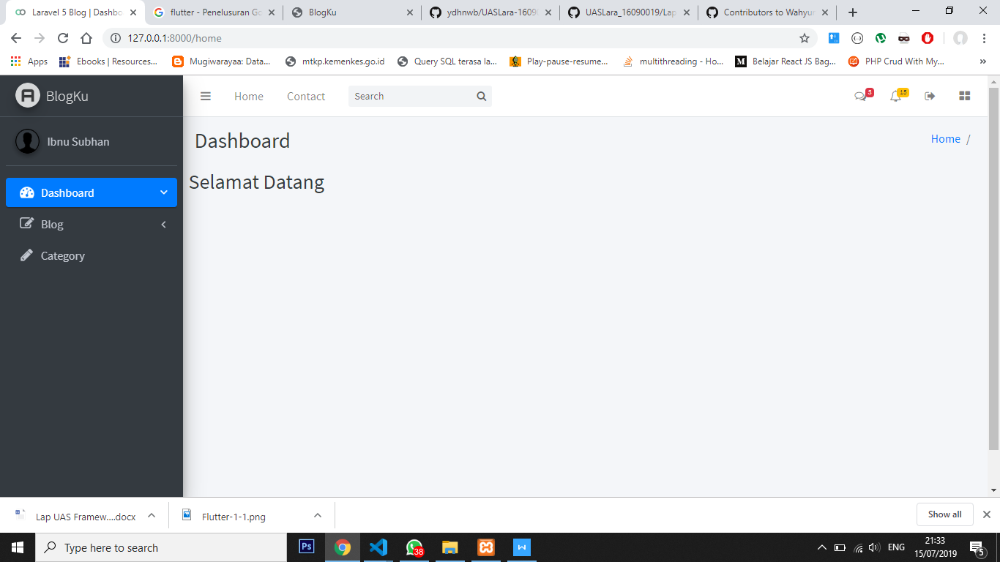 Laravel 5 Blog | Dashbo
flutter - Penelusuran Go
BlogKu
ydhnwb/UASLara-1609
UASLara_16090019/Lap
Contributors to Wahyu
127.0.0.1:8000/home
Apps
Ebooks | Resources...
Mugiwarayaa: Data...
mtkp.kemenkes.go.id
Query SQL terasa la...
Play-pause-resume...
multithreading - Ho...
Belajar React JS Bag...
PHP Crud With My...
»
BlogKu
Home
Contact
Search
3
15
Ibnu Subhan
Dashboard
Home /
Selamat Datang
Dashboard
Blog
Category
Lap UAS Framew....docx
Flutter-1-1.png
Show all
Type here to search
Ps
38
W
ENG
21:33
15/07/2019
5